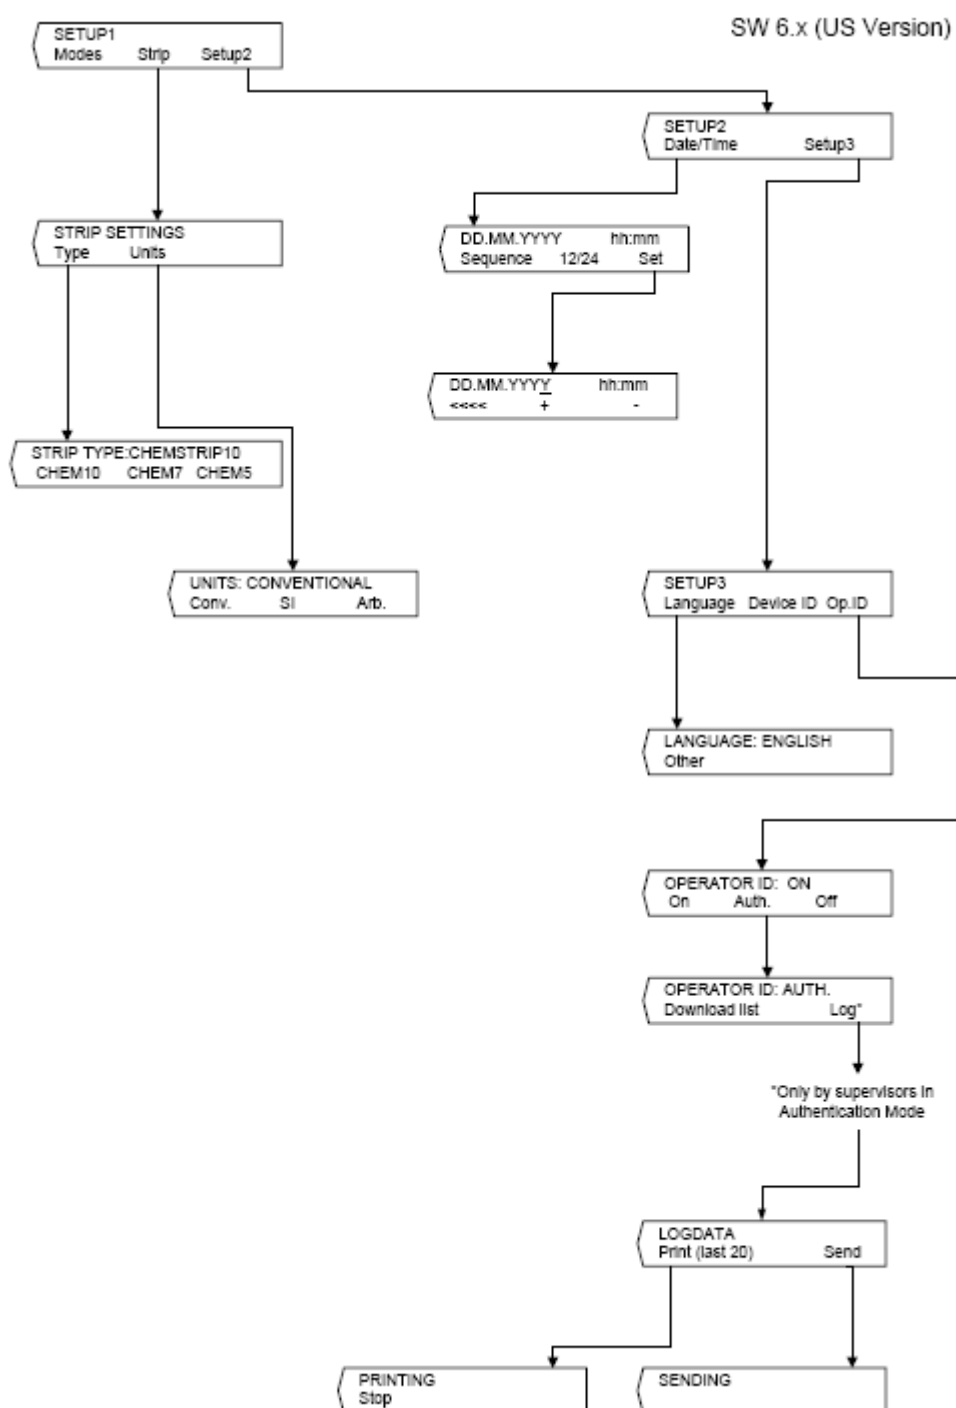 SW 6.x (US Version)
SETUP1
Modes Strip Setup2
SETUP2
Date/Time Setup3
STRIP SETTINGS
Type Units
DD.MM.YYYY hh:mm
Sequence 12/24 Set
DD.MM.YYYY hh:mm
<<<< + -
STRIP TYPE:CHEMSTRIP10
CHEM10 CHEM7 CHEM5
UNITS: CONVENTIONAL
Conv. SI Arb.
SETUP3
Language Device ID Op.ID
LANGUAGE: ENGLISH
Other
OPERATOR ID: ON
On Auth. Off
OPERATOR ID: AUTH.
Download list Log*
*Only by supervisors in
Authentication Mode
LOGDATA
Print (last 20) Send
PRINTING
Stop
SENDING